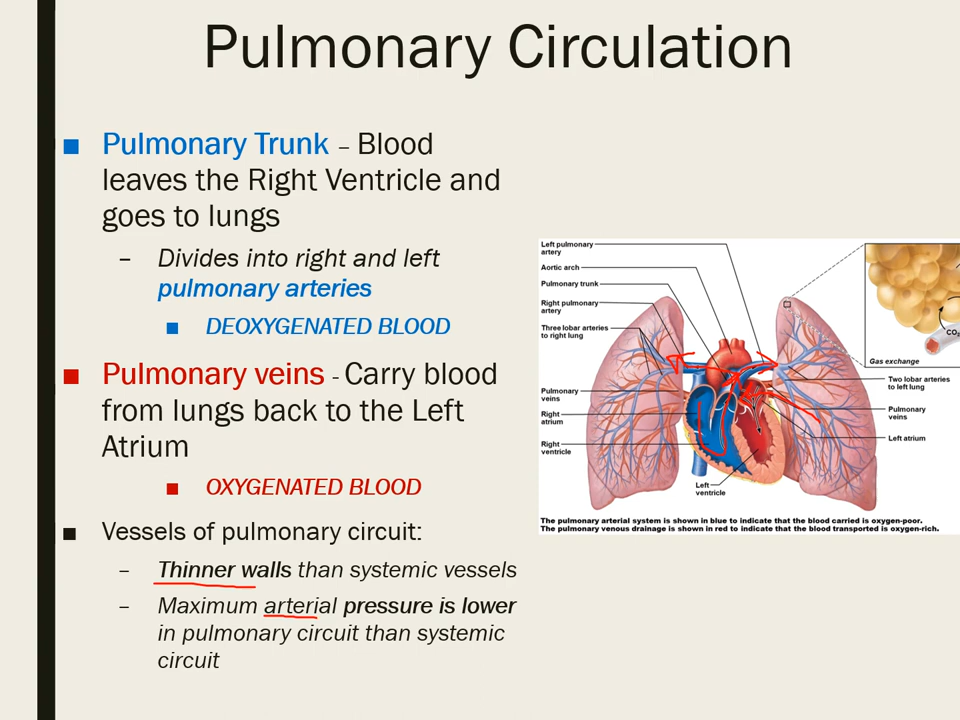 Pulmonary Circulation
■ Pulmonary Trunk – Blood
leaves the Right Ventricle and
goes to lungs
– Divides into right and left
pulmonary arteries
■ DEOXYGENATED BLOOD
■ Pulmonary veins - Carry blood
from lungs back to the Left
Atrium
■ OXYGENATED BLOOD
■ Vessels of pulmonary circuit:
– Thinner walls than systemic vessels
– Maximum arterial pressure is lower
in pulmonary circuit than systemic
circuit
Left pulmonary
artery
Aortic arch
Pulmonary trunk
Right pulmonary
artery
Three lobar arteries
to right lung
Pulmonary
veins
Right
atrium
Right
ventricle
Left
ventricle
Gas exchange
CO₂
Two lobar arteries
to left lung
Pulmonary
veins
Left atrium
The pulmonary arterial system is shown in blue to indicate that the blood carried is oxygen-poor.
The pulmonary venous drainage is shown in red to indicate that the blood transported is oxygen-rich.